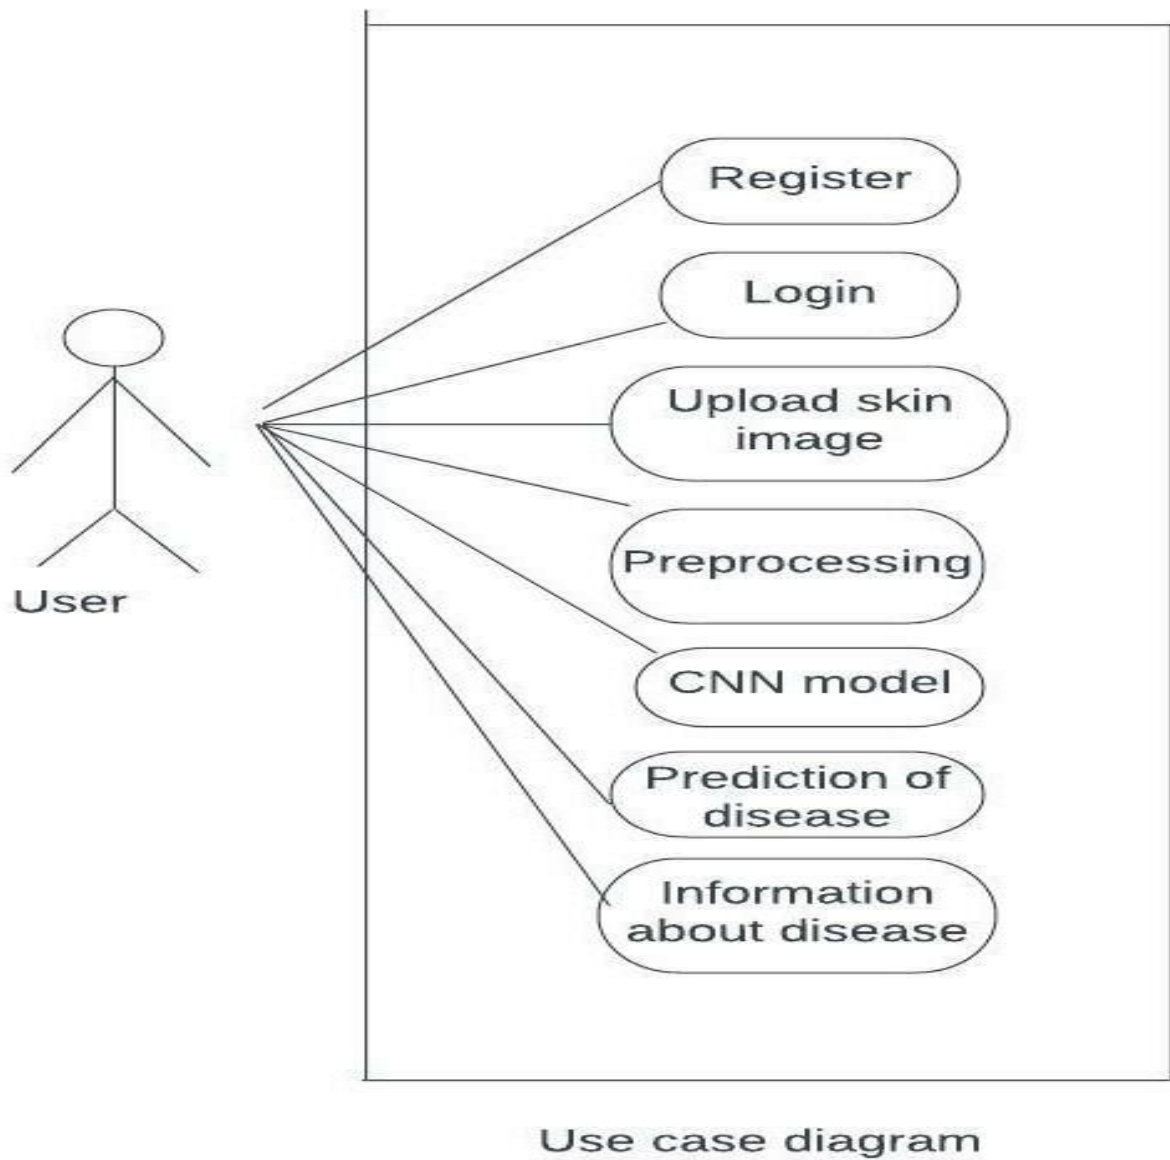 Register
Login
Upload skin
image
Preprocessing
User
CNN model
Prediction of
disease
Information
about disease
Use case diagram